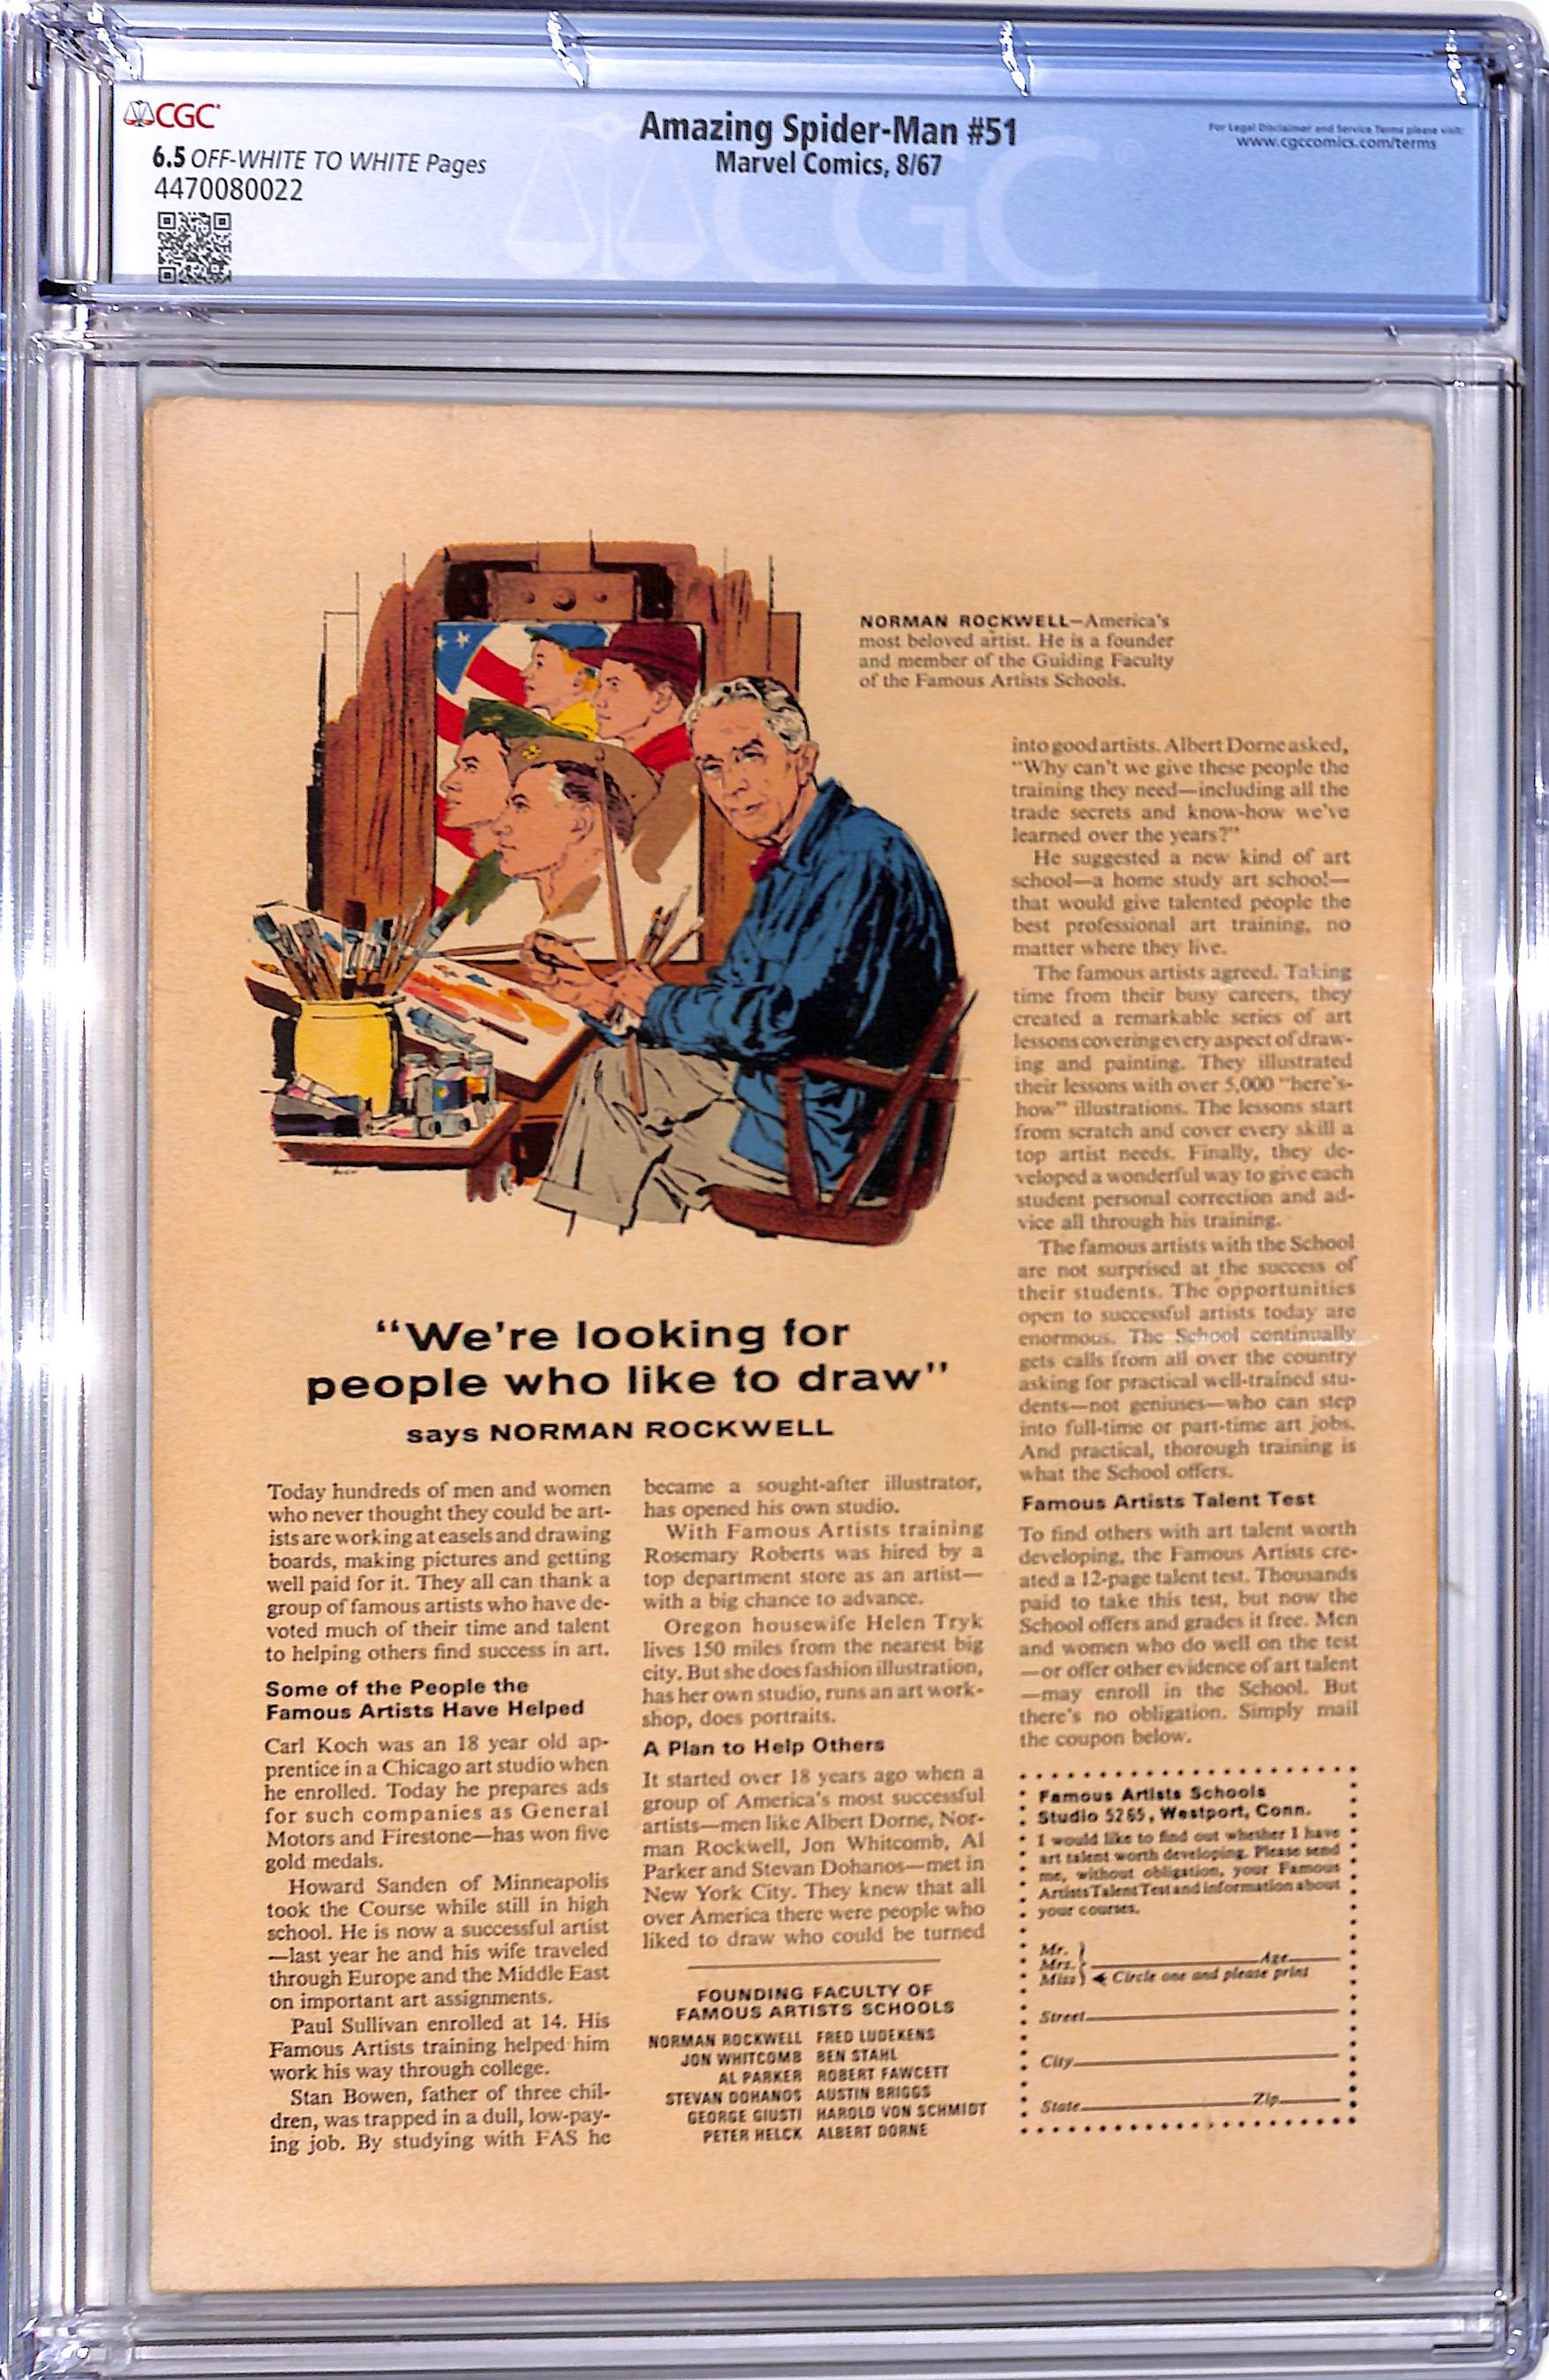 CGC
6.5 OFF-WHITE TO WHITE Pages
4470080022
Amazing Spider-Man #51
Marvel Comics, 8/67
For Legal Disclaimer and Service Terms please visit:
www.cgccomics.com/terms
CGC
NORMAN ROCKWELL—America's
most beloved artist. He is a founder
and member of the Guiding Faculty
of the Famous Artists Schools.
"We're looking for
people who like to draw"
says NORMAN ROCKWELL
Today hundreds of men and women
who never thought they could be art-
ists are working at easels and drawing
boards, making pictures and getting
well paid for it. They all can thank a
group of famous artists who have de-
voted much of their time and talent
to helping others find success in art.
Some of the People the
Famous Artists Have Helped
Carl Koch was an 18 year old ap-
prentice in a Chicago art studio when
he enrolled. Today he prepares ads
for such companies as General
Motors and Firestone—has won five
gold medals.
Howard Sanden of Minneapolis
took the Course while still in high
school. He is now a successful artist
—last year he and his wife traveled
through Europe and the Middle East
on important art assignments.
Paul Sullivan enrolled at 14. His
Famous Artists training helped him
work his way through college.
Stan Bowen, father of three chil-
dren, was trapped in a dull, low-pay-
ing job. By studying with FAS he
became a sought-after illustrator,
has opened his own studio.
With Famous Artists training
Rosemary Roberts was hired by a
top department store as an artist—
with a big chance to advance.
Oregon housewife Helen Tryk
lives 150 miles from the nearest big
city. But she does fashion illustration,
has her own studio, runs an art work-
shop, does portraits.
A Plan to Help Others
It started over 18 years ago when a
group of America's most successful
artists—men like Albert Dorne, Nor-
man Rockwell, Jon Whitcomb, Al
Parker and Stevan Dohanos—met in
New York City. They knew that all
over America there were people who
liked to draw who could be turned
into good artists. Albert Dorne asked,
"Why can't we give these people the
training they need—including all the
trade secrets and know-how we've
learned over the years?"
He suggested a new kind of art
school—a home study art school—
that would give talented people the
best professional art training, no
matter where they live.
The famous artists agreed. Taking
time from their busy careers, they
created a remarkable series of art
lessons covering every aspect of draw-
ing and painting. They illustrated
their lessons with over 5,000 "here's-
how" illustrations. The lessons start
from scratch and cover every skill a
top artist needs. Finally, they de-
veloped a wonderful way to give each
student personal correction and ad-
vice all through his training.
The famous artists with the School
are not surprised at the success of
their students. The opportunities
open to successful artists today are
enormous. The School continually
gets calls from all over the country
asking for practical well-trained stu-
dents—not geniuses—who can step
into full-time or part-time art jobs.
And practical, thorough training is
what the School offers.
Famous Artists Talent Test
To find others with art talent worth
developing, the Famous Artists cre-
ated a 12-page talent test. Thousands
paid to take this test, but now the
School offers and grades it free. Men
and women who do well on the test
—or offer other evidence of art talent
—may enroll in the School. But
there's no obligation. Simply mail
the coupon below.
FOUNDING FACULTY OF
FAMOUS ARTISTS SCHOOLS
NORMAN ROCKWELL FRED LUDEKENS
JON WHITCOMB BEN STAHL
AL PARKER ROBERT FAWCETT
STEVAN DOHANOS AUSTIN BRIGGS
GEORGE GIUSTI HAROLD VON SCHMIDT
PETER HELCK ALBERT DORNE
Famous Artists Schools
Studio 5265, Westport, Conn.
I would like to find out whether I have
art talent worth developing. Please send
me, without obligation, your Famous
Artists Talent Test and information about
your courses.
Mr.
Mrs. Age
Miss Circle one and please print
Street
City
State Zip